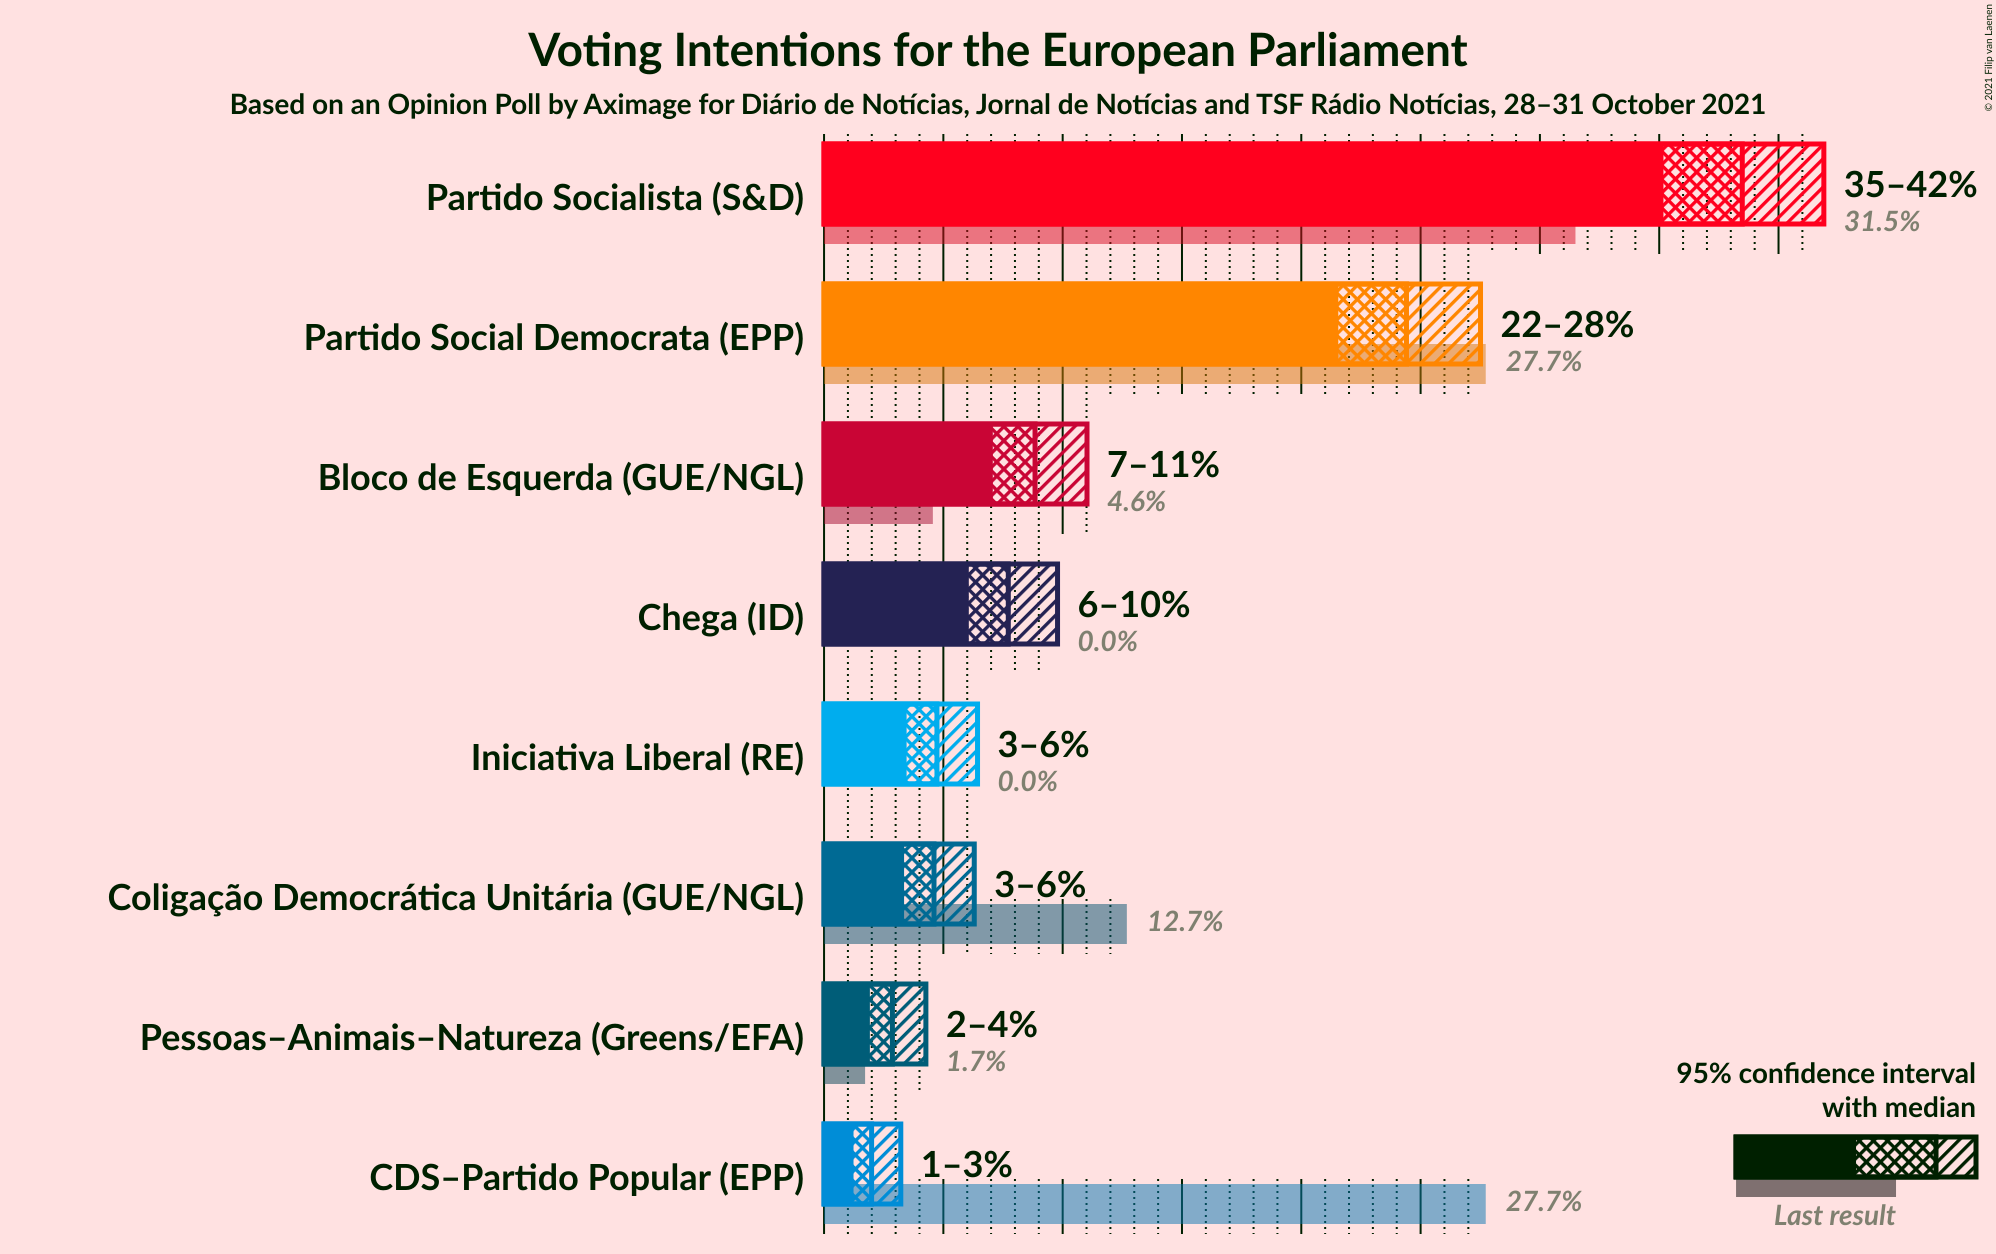 Voting Intentions for the European Parliament
Based on an Opinion Poll by Aximage for Diário de Notícias, Jornal de Notícias and TSF Rádio Notícias, 28–31 October 2021
© 2021 Filip van Laenen
Partido Socialista (S&D)
35–42%
31.5%
Partido Social Democrata (EPP)
22–28%
27.7%
Bloco de Esquerda (GUE/NGL)
7–11%
4.6%
Chega (ID)
6–10%
0.0%
Iniciativa Liberal (RE)
3–6%
0.0%
Coligação Democrática Unitária (GUE/NGL)
3–6%
12.7%
Pessoas–Animais–Natureza (Greens/EFA)
2–4%
1.7%
CDS–Partido Popular (EPP)
1–3%
27.7%
95% confidence interval
with median
Last result